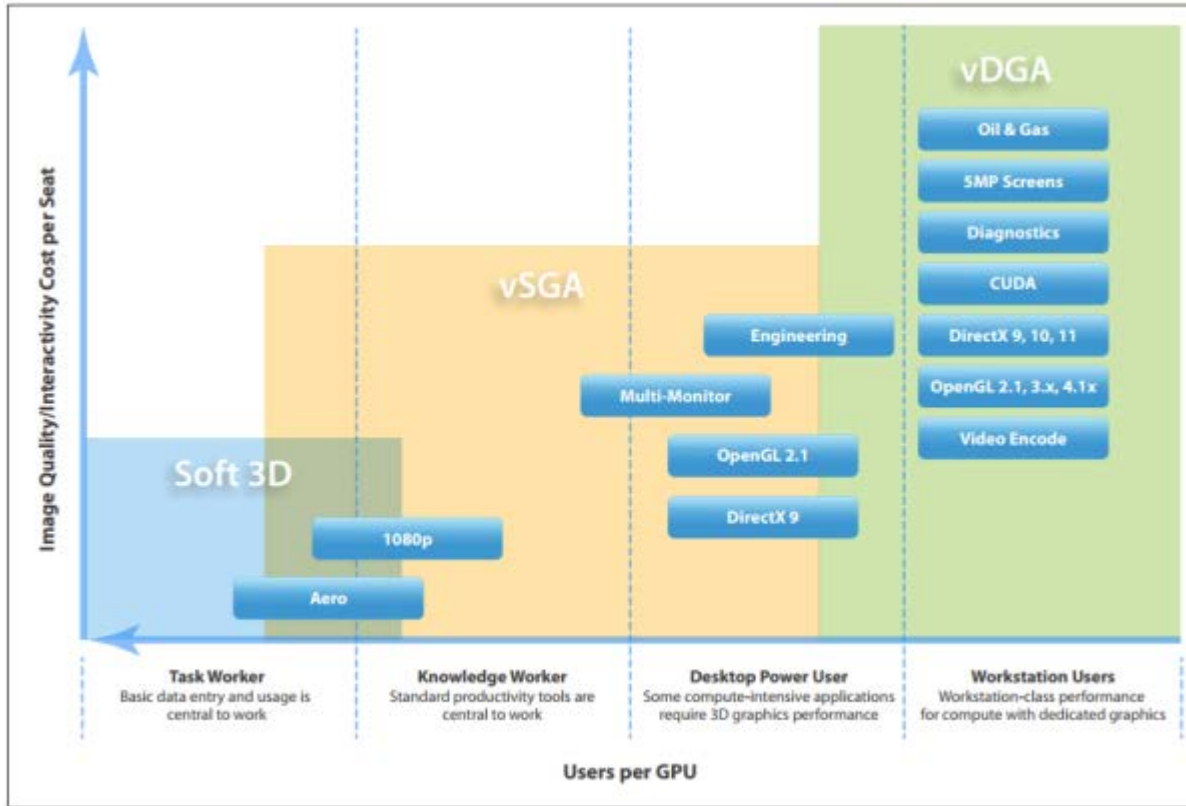 vDGA
Oil & Gas
5MP Screens
Diagnostics
CUDA
DirectX 9, 10, 11
OpenGL 2.1, 3.x, 4.1x
Video Encode
vSGA
Engineering
Multi-Monitor
OpenGL 2.1
DirectX 9
Soft 3D
1080p
Aero
Image Quality/Interactivity Cost per Seat
Task Worker
Basic data entry and usage is
central to work
Knowledge Worker
Standard productivity tools are
central to work
Desktop Power User
Some compute-intensive applications
require 3D graphics performance
Workstation Users
Workstation-class performance
for compute with dedicated graphics
Users per GPU